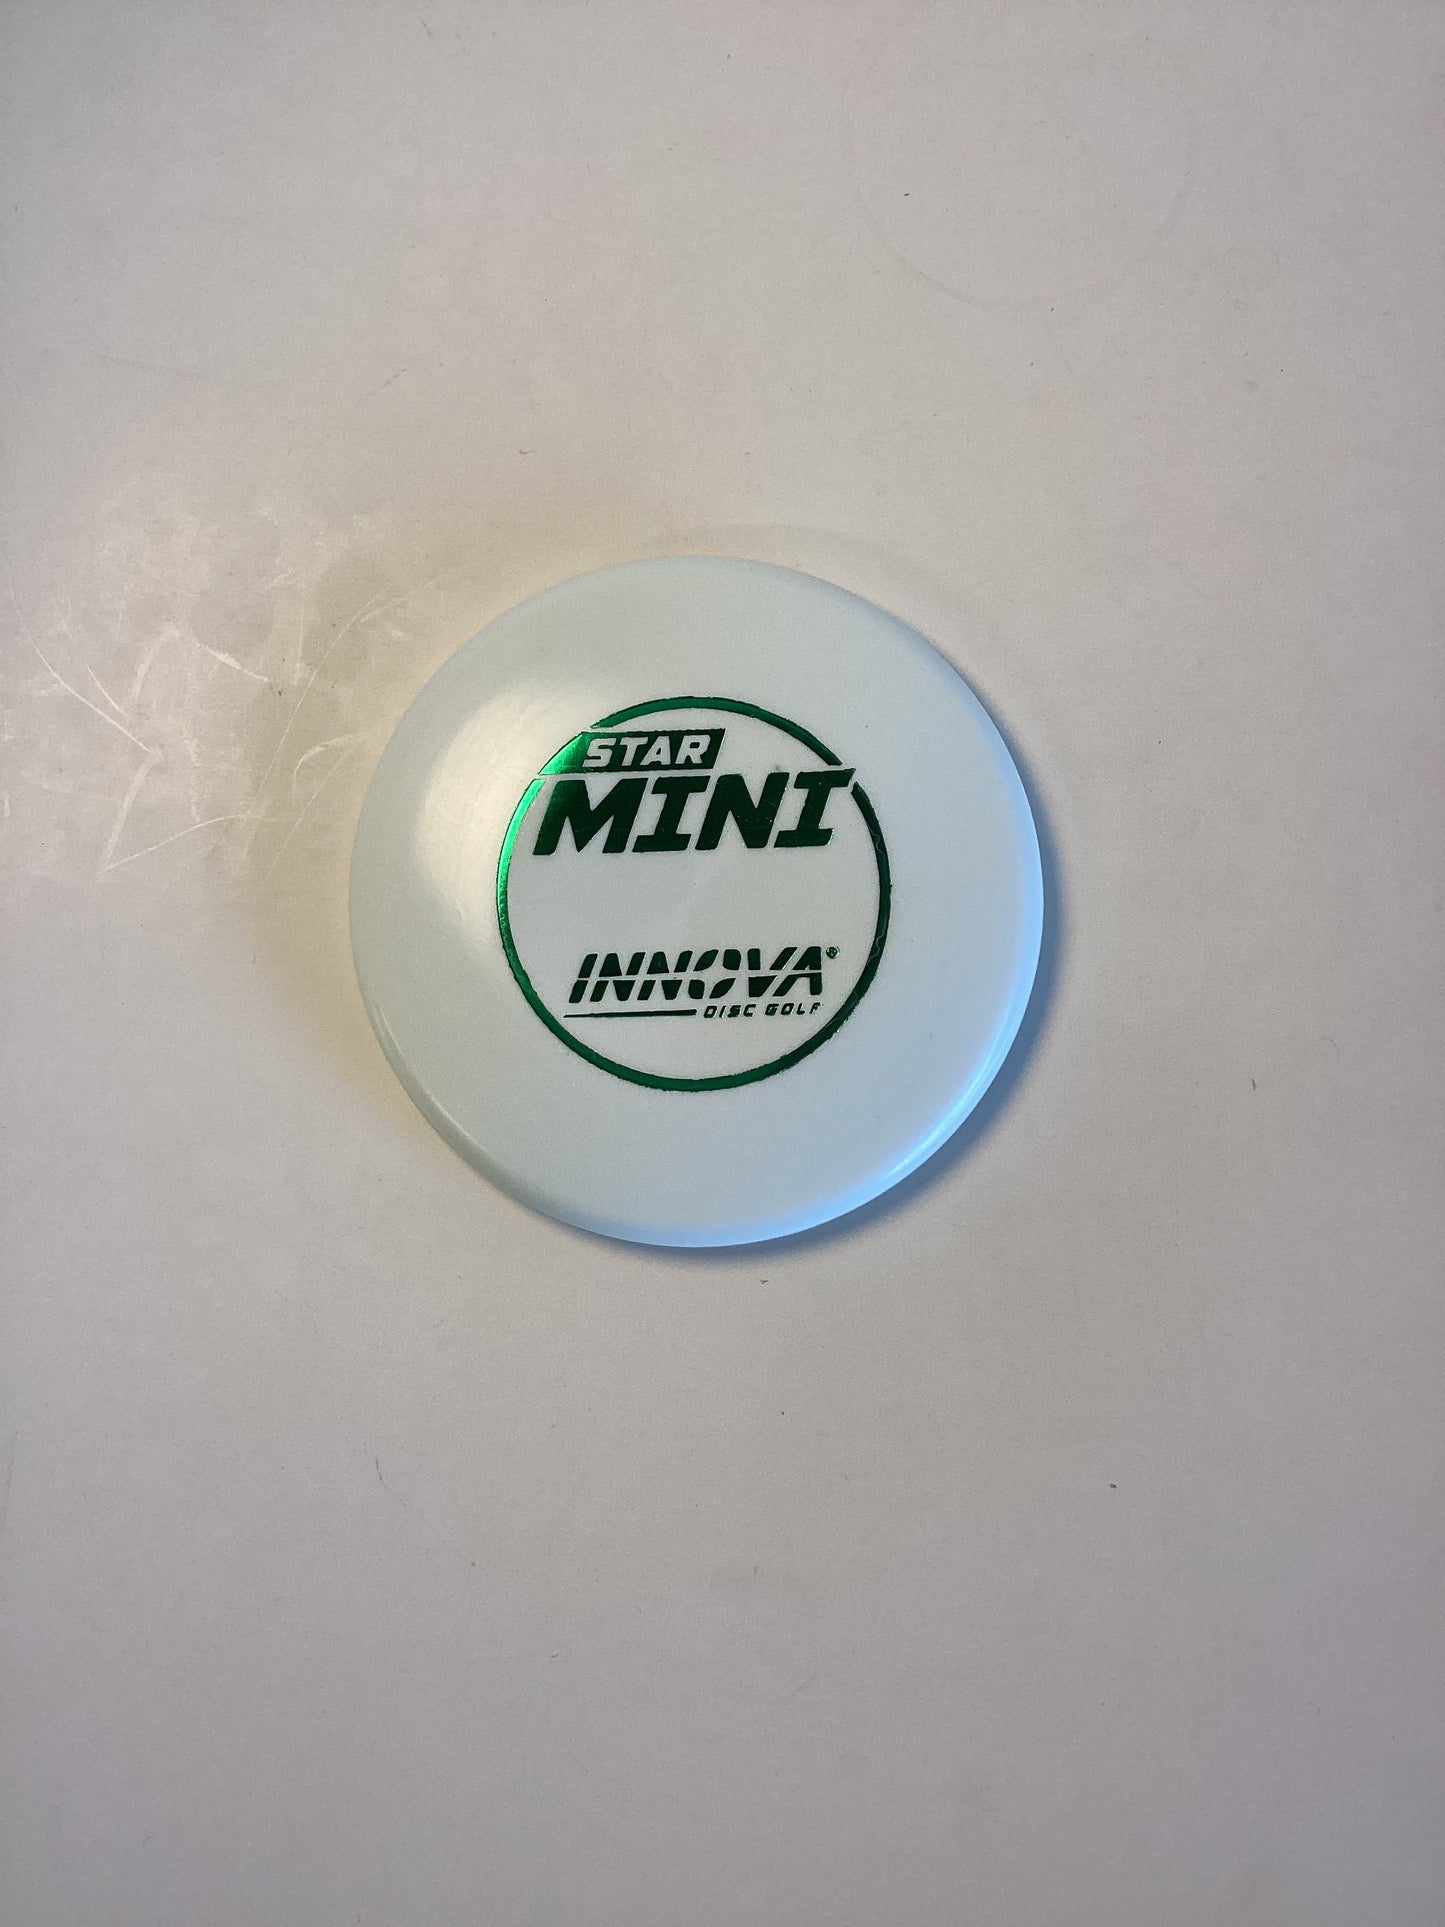 STAR
MINI
INNOVA®
DISC GOLF